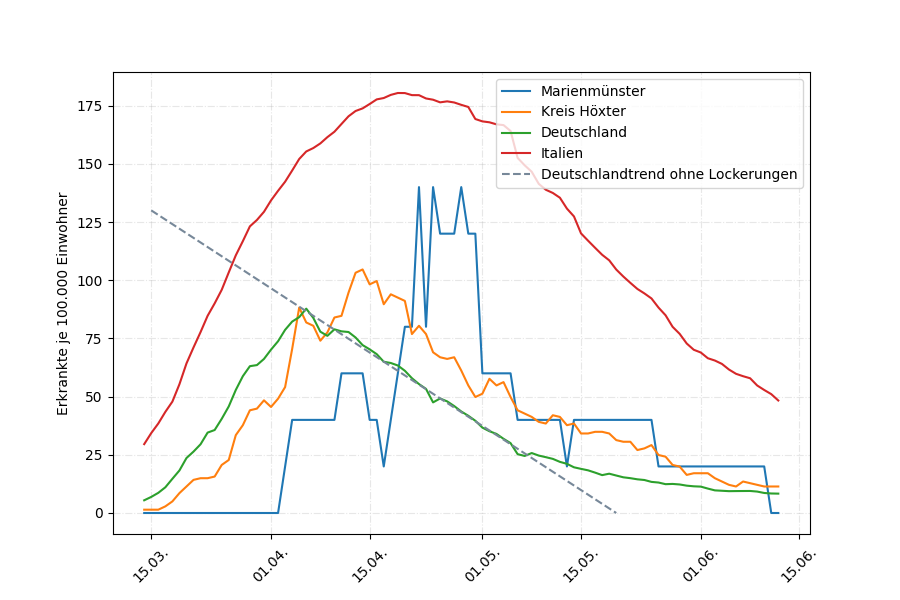 Erkrankte je 100.000 Einwohner
175
150
125
100
75
50
25
0
Marienmünster
Kreis Höxter
Deutschland
Italien
Deutschlandtrend ohne Lockerungen
15.03.
01.04.
15.04.
01.05.
15.05.
01.06.
15.06.